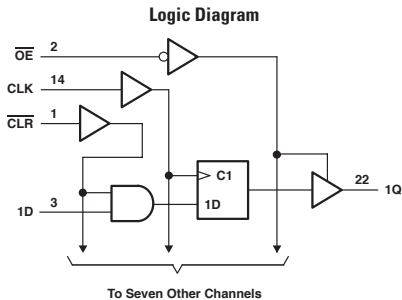 Logic Diagram
OE 2
CLK 14
CLR 1
C1
1D 3
1D
22 1Q
To Seven Other Channels